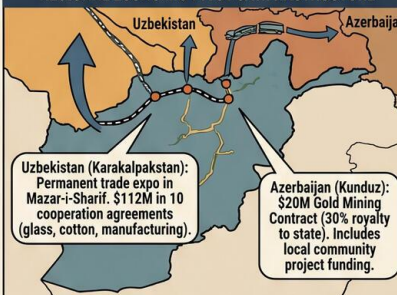 Uzbekistan
Azerbaija
Uzbekistan (Karakalpakstan):
Permanent trade expo in
Mazar-i-Sharif. $112M in 10
cooperation agreements
(glass, cotton, manufacturing).
Azerbaijan (Kunduz):
$20M Gold Mining
Contract (30% royalty
to state). Includes
local community
project funding.